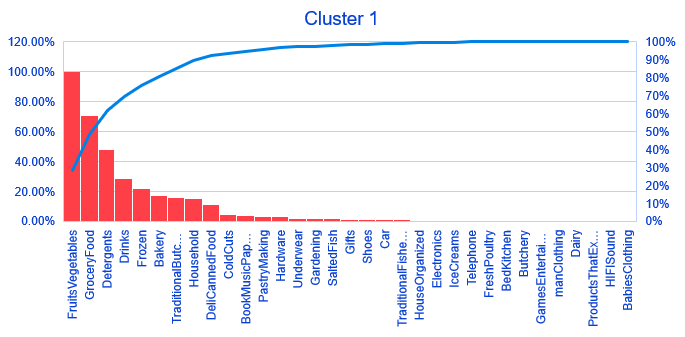 Cluster 1
120.00%
100.00%
80.00%
60.00%
40.00%
20.00%
0.00%
100%
90%
80%
70%
60%
50%
40%
30%
20%
10%
0%
FruitsVegetables
GroceryFood
Detergents
Drinks
Frozen
Bakery
TraditionalButc...
Household
DeliCannedFood
ColdCuts
BookMusicPap...
PastryMaking
Hardware
Underwear
Gardening
SaltedFish
Gifts
Shoes
Car
TraditionalFishe...
HouseOrganized
Electronics
IceCreams
Telephone
FreshPoultry
BedKitchen
Butchery
GamesEntertai...
manClothing
Dairy
ProductsThatEx...
HIFISound
BabiesClothing